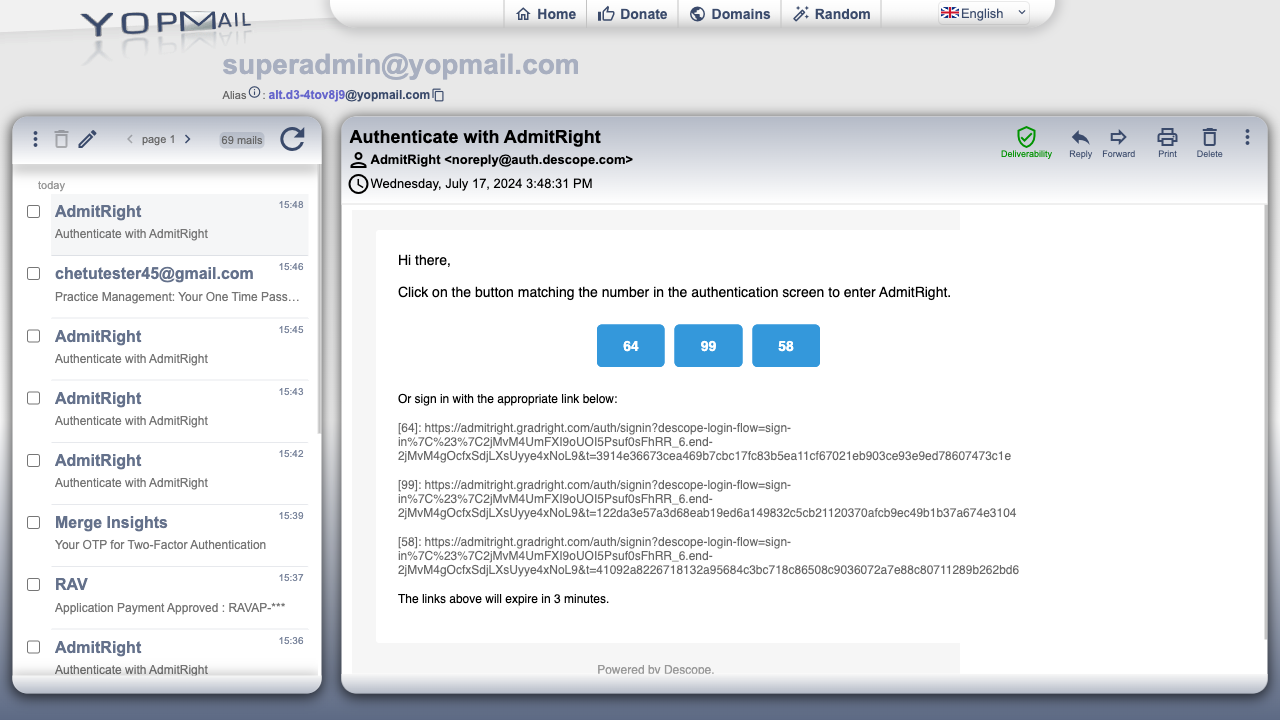 YOPMAIL
Home
Donate
Domains
Random
English
superadmin@yopmail.com
Alias : alt.d3-4tov8j9@yopmail.com
page 1
69 mails
today
AdmitRight
15:48
Authenticate with AdmitRight
chetutester45@gmail.com
15:46
Practice Management: Your One Time Pass…
AdmitRight
15:45
Authenticate with AdmitRight
AdmitRight
15:43
Authenticate with AdmitRight
AdmitRight
15:42
Authenticate with AdmitRight
Merge Insights
15:39
Your OTP for Two-Factor Authentication
RAV
15:37
Application Payment Approved : RAVAP-***
AdmitRight
15:36
Authenticate with AdmitRight
Authenticate with AdmitRight
AdmitRight <noreply@auth.descope.com>
Wednesday, July 17, 2024 3:48:31 PM
Deliverability
Reply
Forward
Print
Delete
Hi there,
Click on the button matching the number in the authentication screen to enter AdmitRight.
64
99
58
Or sign in with the appropriate link below:
[64]: https://admitright.gradright.com/auth/signin?descope-login-flow=sign-
in%7C%23%7C2jMvM4UmFXI9oUOI5Psuf0sFhRR_6.end-
2jMvM4gOcfxSdjLXsUyye4xNoL9&t=3914e36673cea469b7cbc17fc83b5ea11cf67021eb903ce93e9ed78607473c1e
[99]: https://admitright.gradright.com/auth/signin?descope-login-flow=sign-
in%7C%23%7C2jMvM4UmFXI9oUOI5Psuf0sFhRR_6.end-
2jMvM4gOcfxSdjLXsUyye4xNoL9&t=122da3e57a3d68eab19ed6a149832c5cb21120370afcb9ec49b1b37a674e3104
[58]: https://admitright.gradright.com/auth/signin?descope-login-flow=sign-
in%7C%23%7C2jMvM4UmFXI9oUOI5Psuf0sFhRR_6.end-
2jMvM4gOcfxSdjLXsUyye4xNoL9&t=41092a8226718132a95684c3bc718c86508c9036072a7e88c80711289b262bd6
The links above will expire in 3 minutes.
Powered by Descope.